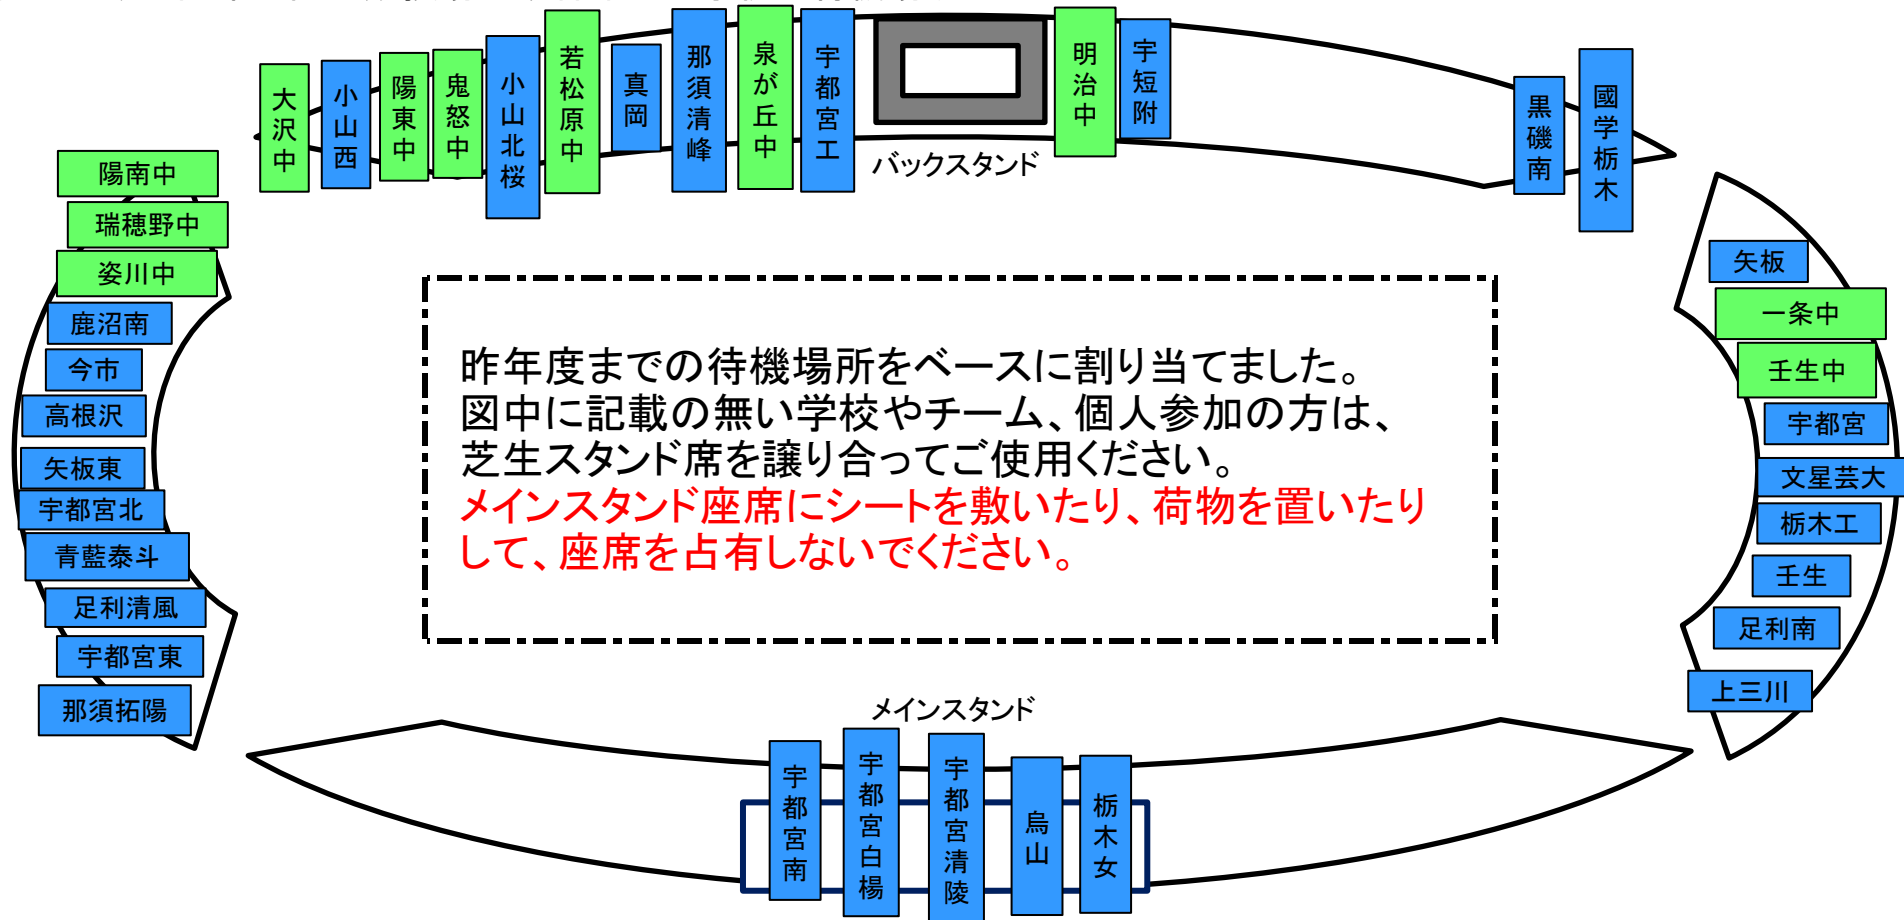 大沢中
小山西
陽東中
鬼怒中
小山北桜
若松原中
真岡
那須清峰
泉が丘中
宇都宮工
明治中
宇短附
黒磯南
國学栃木
バックスタンド
陽南中
瑞穂野中
姿川中
鹿沼南
今市
高根沢
矢板東
宇都宮北
青藍泰斗
足利清風
宇都宮東
那須拓陽
昨年度までの待機場所をベースに割り当てました。
図中に記載の無い学校やチーム、個人参加の方は、
芝生スタンド席を譲り合ってご使用ください。
メインスタンド座席にシートを敷いたり、荷物を置いたり
して、座席を占有しないでください。
矢板
一条中
壬生中
宇都宮
文星芸大
栃木工
壬生
足利南
上三川
メインスタンド
宇都宮南
宇都宮白楊
宇都宮清陵
烏山
栃木女